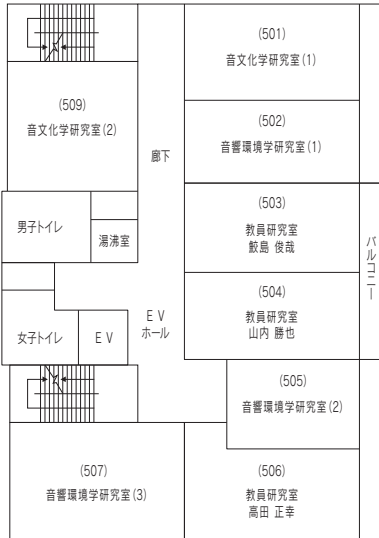 (501)
音文化学研究室(1)
(509)
音文化学研究室(2)
(502)
音響環境学研究室(1)
廊下
(503)
教員研究室
鮫島 俊哉
男子トイレ
湯沸室
バルコニー
(504)
教員研究室
山内 勝也
EV
ホール
女子トイレ
EV
(505)
音響環境学研究室(2)
(507)
音響環境学研究室(3)
(506)
教員研究室
高田 正幸